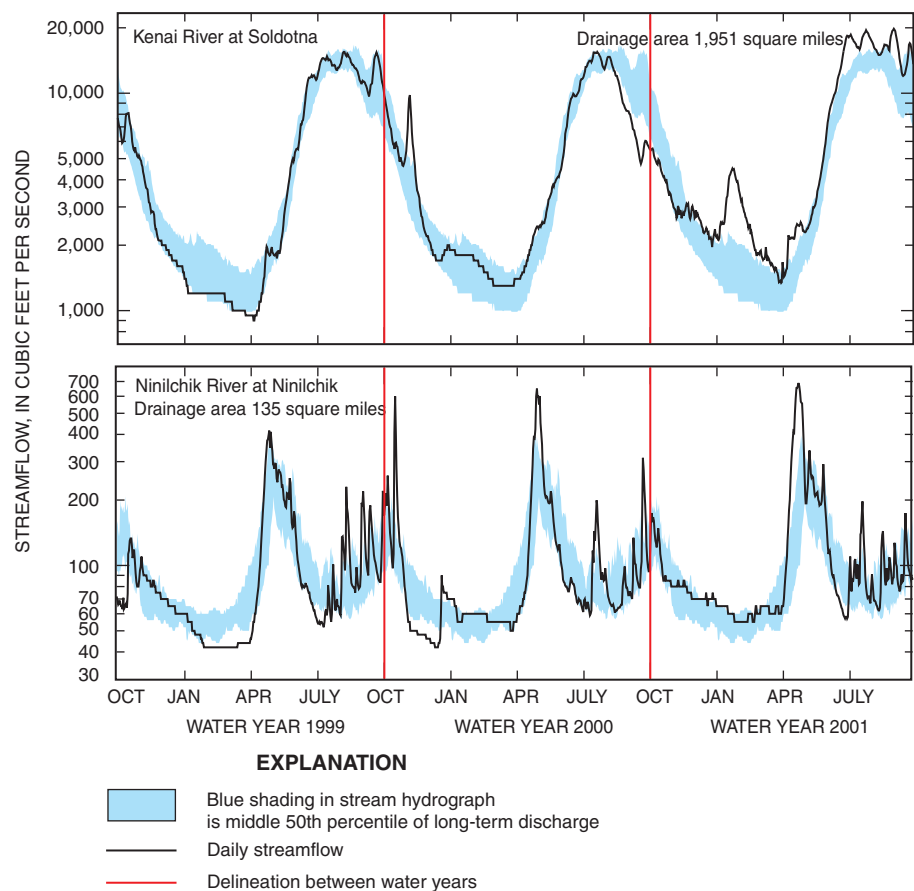 STREAMFLOW, IN CUBIC FEET PER SECOND
Kenai River at Soldotna
Drainage area 1,951 square miles
20,000
10,000
5,000
4,000
3,000
2,000
1,000
Ninilchik River at Ninilchik
Drainage area 135 square miles
700
600
500
400
300
200
100
80
60
50
40
30
OCT JAN APR JULY OCT JAN APR JULY OCT JAN APR JULY
WATER YEAR 1999 WATER YEAR 2000 WATER YEAR 2001
EXPLANATION
Blue shading in stream hydrograph
is middle 50th percentile of long-term discharge
Daily streamflow
Delineation between water years